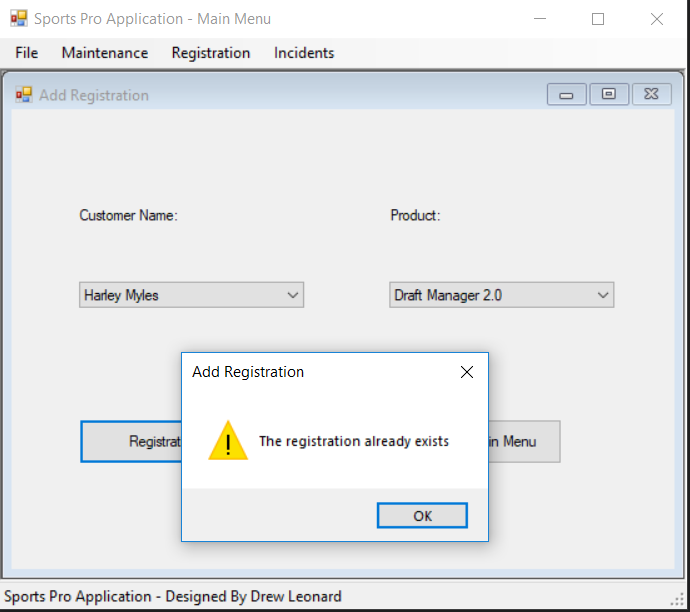 Sports Pro Application - Main Menu
File Maintenance Registration Incidents
Add Registration
Customer Name: Product:
Harley Myles Draft Manager 2.0
Add Registration
Registrat in Menu
The registration already exists
OK
Sports Pro Application - Designed By Drew Leonard